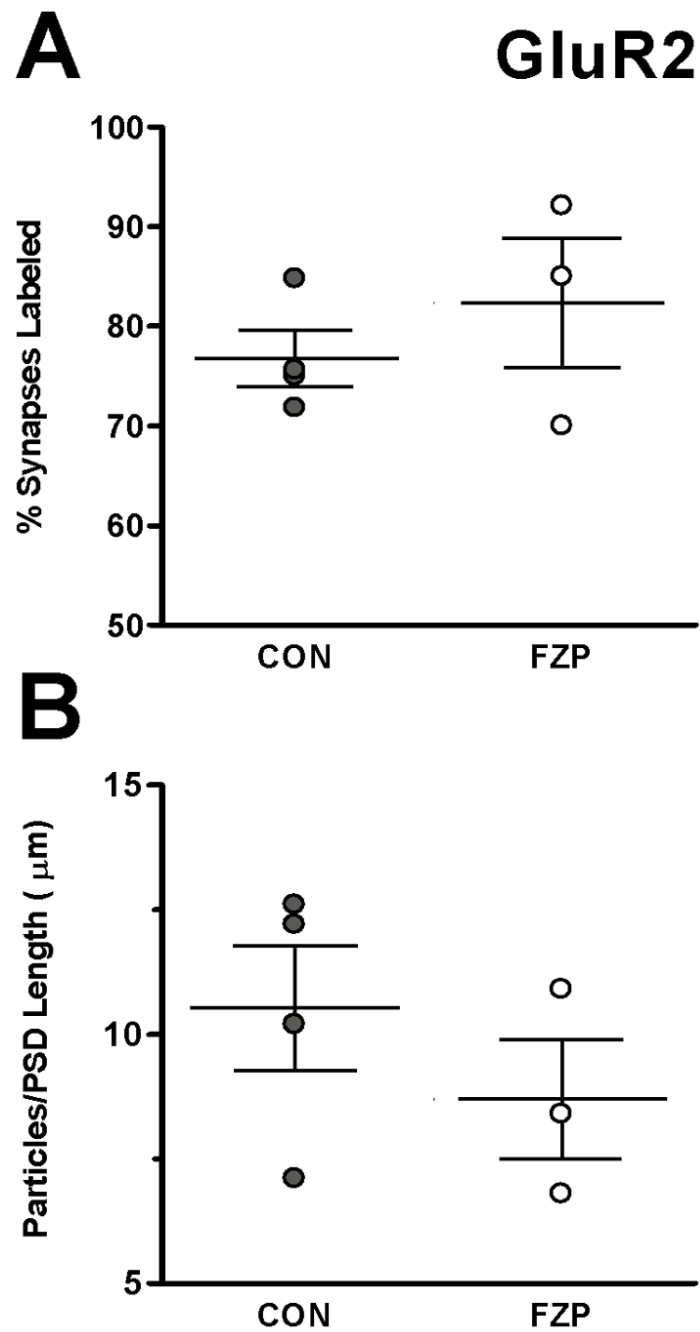 A GluR2
% Synapses Labeled
100
90
80
70
60
50
CON FZP
B
Particles/PSD Length ( μm)
15
10
5
CON FZP